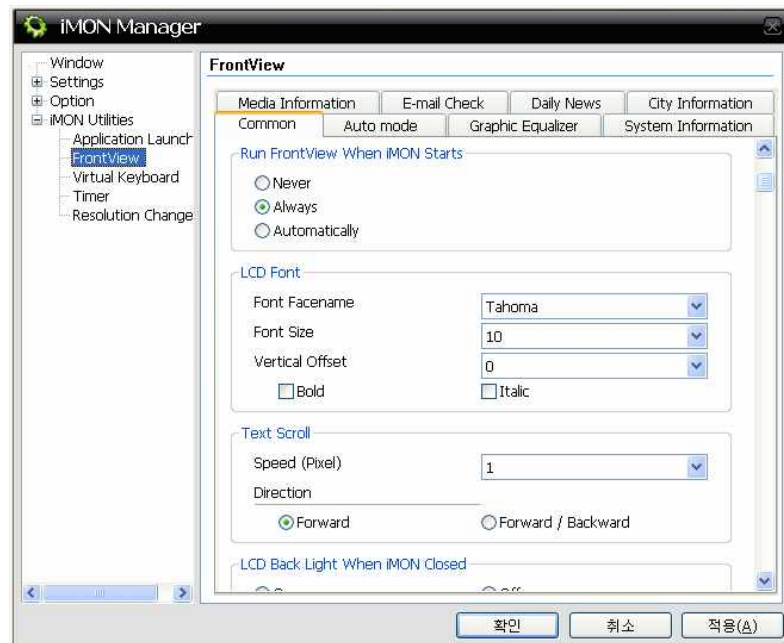 iMON Manager
Window
Settings
Option
iMON Utilities
Application Launch
FrontView
Virtual Keyboard
Timer
Resolution Change
FrontView
Media Information
E-mail Check
Daily News
City Information
Common
Auto mode
Graphic Equalizer
System Information
Run FrontView When iMON Starts
Never
Always
Automatically
LCD Font
Font Facename
Tahoma
Font Size
10
Vertical Offset
0
Bold
Italic
Text Scroll
Speed (Pixel)
1
Direction
Forward
Forward / Backward
LCD Back Light When iMON Closed
확인
취소
적용(A)